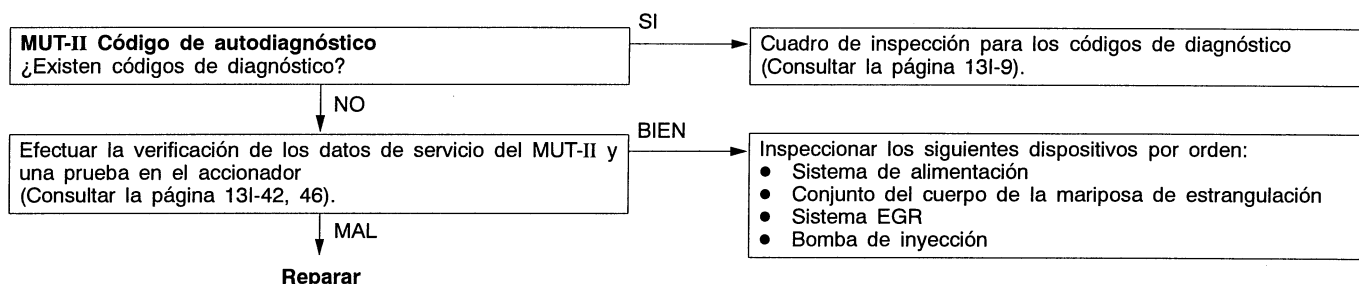 MUT-II Código de autodiagnóstico
¿Existen códigos de diagnóstico?
SI
Cuadro de inspección para los códigos de diagnóstico
(Consultar la página 13I-9).
NO
Efectuar la verificación de los datos de servicio del MUT-II y
una prueba en el accionador
(Consultar la página 13I-42, 46).
BIEN
Inspeccionar los siguientes dispositivos por orden:
● Sistema de alimentación
● Conjunto del cuerpo de la mariposa de estrangulación
● Sistema EGR
● Bomba de inyección
MAL
Reparar